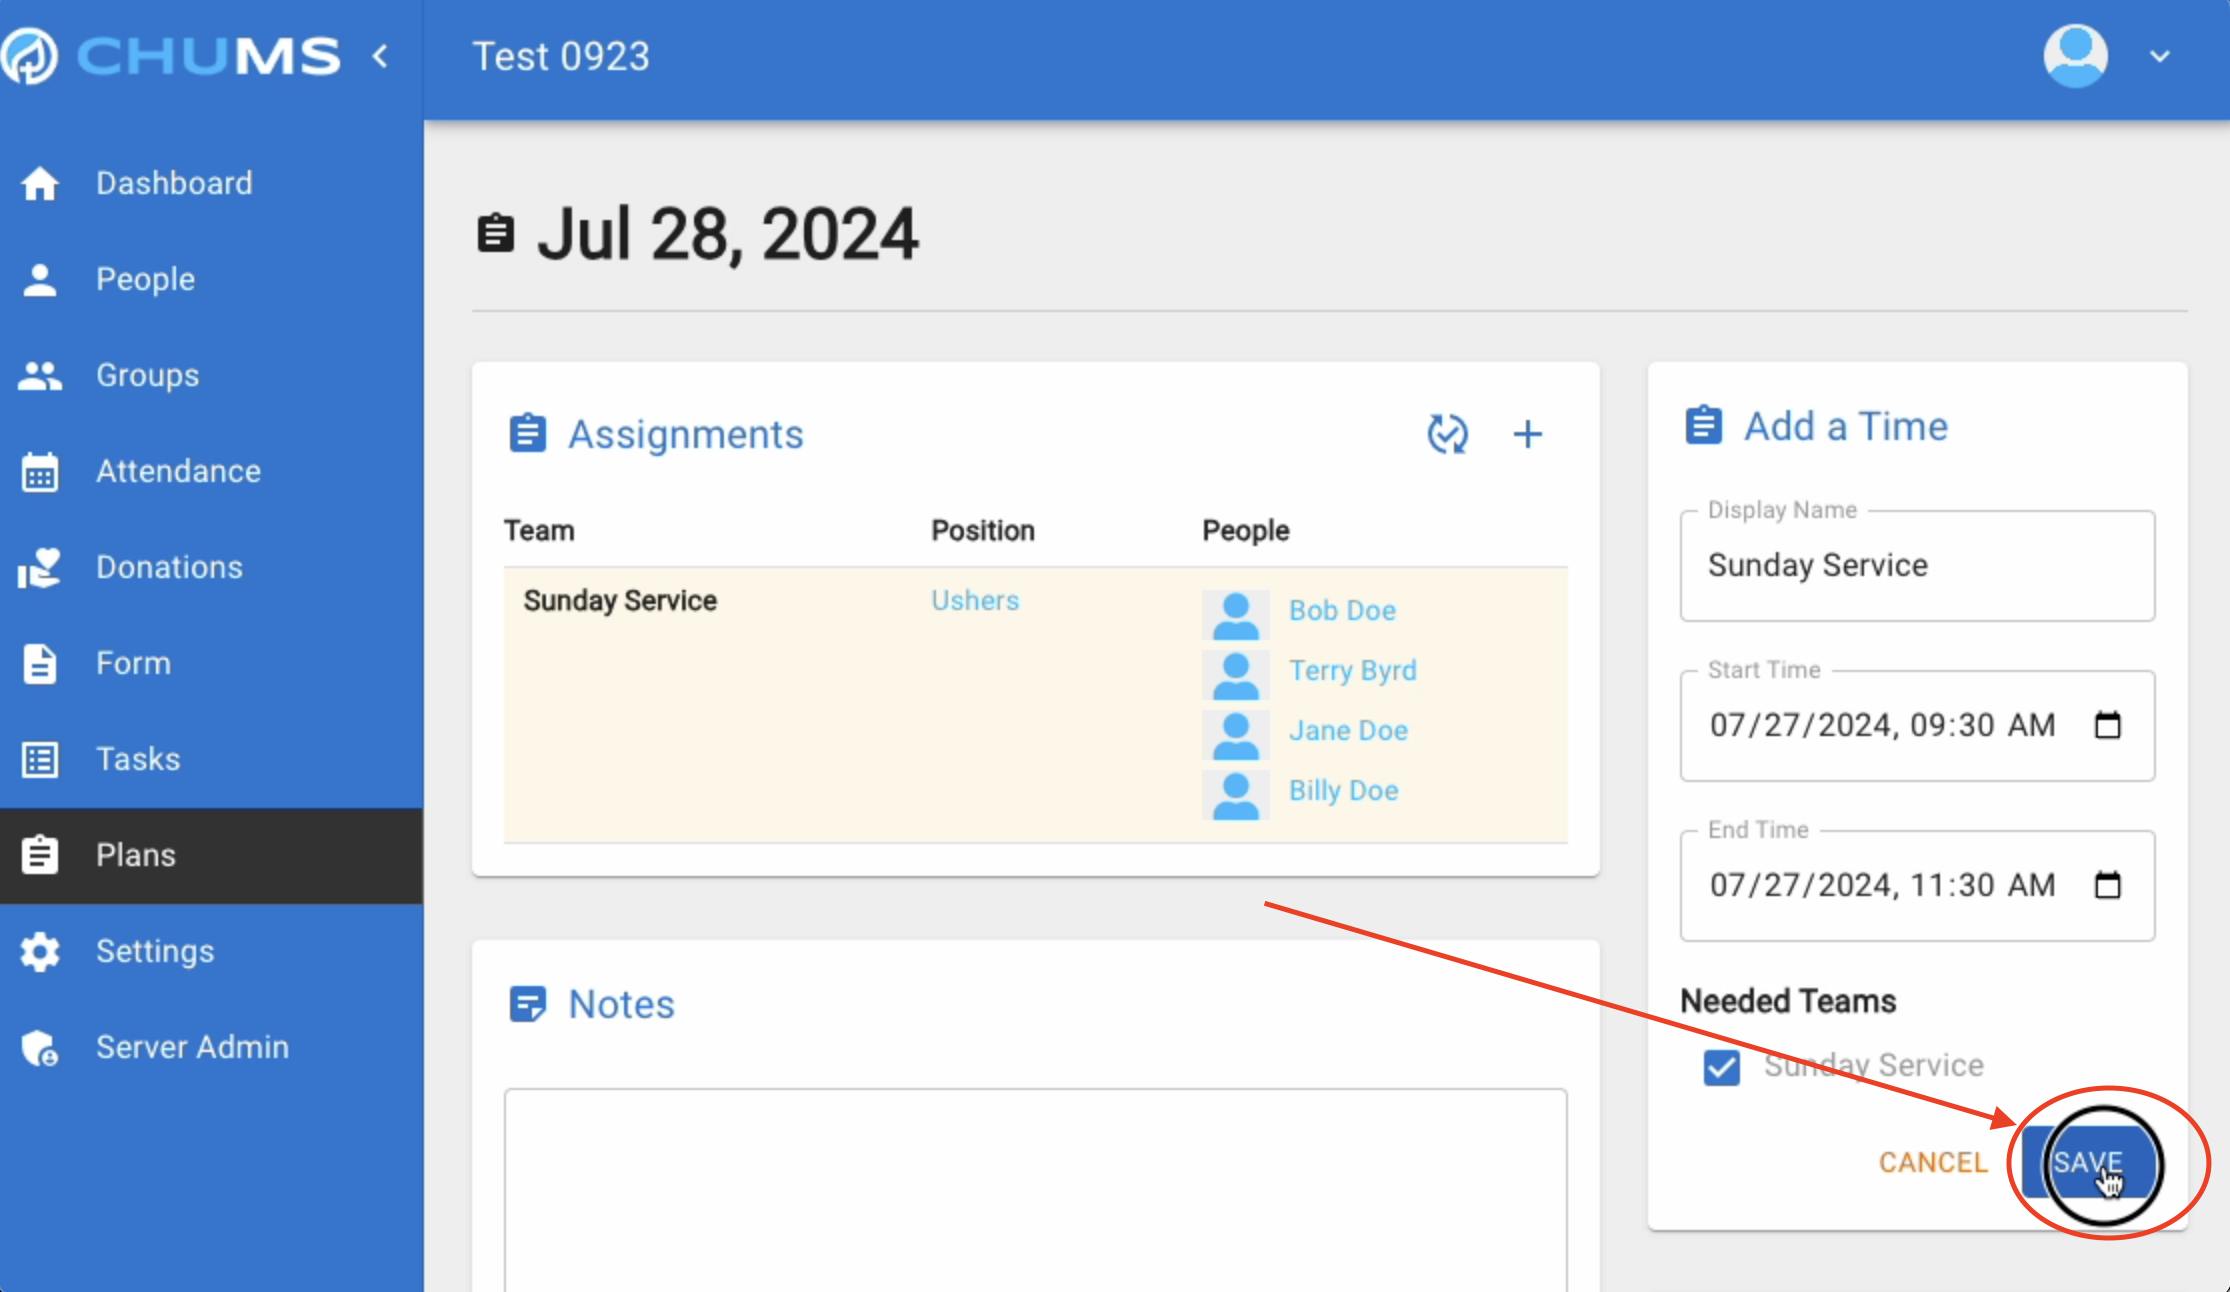 CHUMS
Test 0923
Dashboard
People
Groups
Attendance
Donations
Form
Tasks
Plans
Settings
Server Admin
Jul 28, 2024
Assignments
Team Position People
Sunday Service Ushers Bob Doe
Terry Byrd
Jane Doe
Billy Doe
Notes
Add a Time
Display Name
Sunday Service
Start Time
07/27/2024, 09:30 AM
End Time
07/27/2024, 11:30 AM
Needed Teams
Sunday Service
CANCEL SAVE